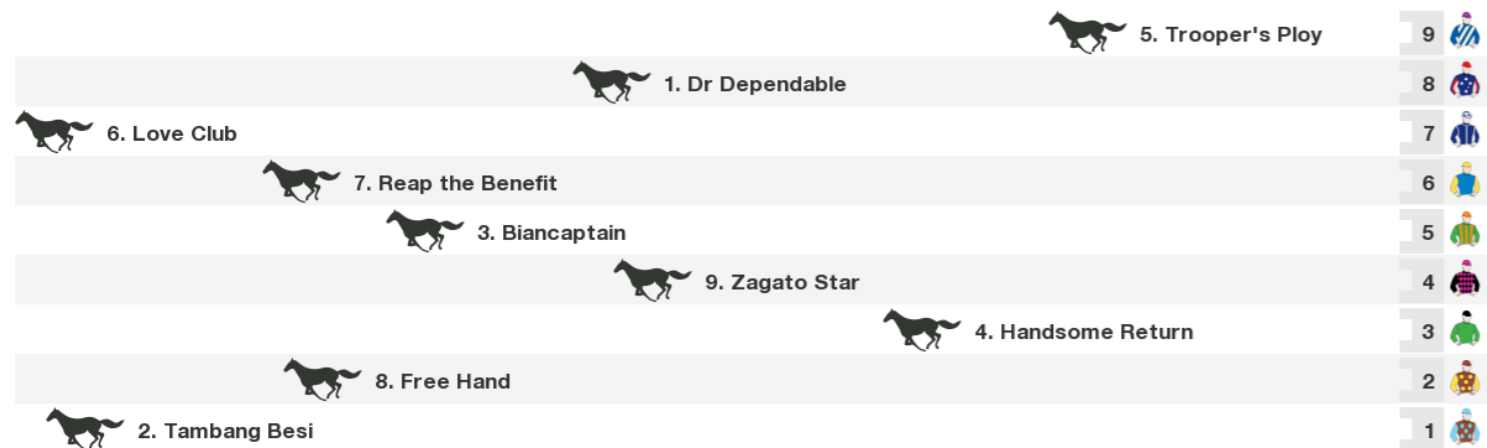 5. Trooper's Ploy 9
1. Dr Dependable 8
6. Love Club 7
7. Reap the Benefit 6
3. Biancaptain 5
9. Zagato Star 4
4. Handsome Return 3
8. Free Hand 2
2. Tambang Besi 1